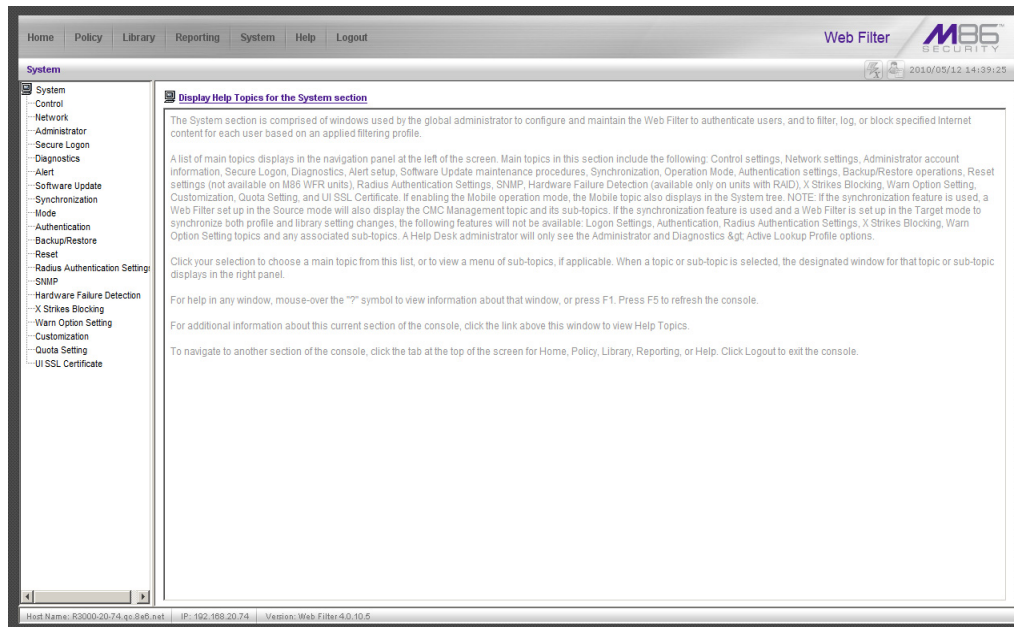 Home Policy Library Reporting System Help Logout
Web Filter
M86
SECURITY
System
2010/05/12 14:39:25
System
Control
Network
Administrator
Secure Logon
Diagnostics
Alert
Software Update
Synchronization
Mode
Authentication
Backup/Restore
Reset
Radius Authentication Settings
SNMP
Hardware Failure Detection
X Strikes Blocking
Warn Option Setting
Customization
Quota Setting
UI SSL Certificate
Display Help Topics for the System section
The System section is comprised of windows used by the global administrator to configure and maintain the Web Filter to authenticate users, and to filter, log, or block specified Internet
content for each user based on an applied filtering profile.
A list of main topics displays in the navigation panel at the left of the screen. Main topics in this section include the following: Control settings, Network settings, Administrator account
information, Secure Logon, Diagnostics, Alert setup, Software Update maintenance procedures, Synchronization, Operation Mode, Authentication settings, Backup/Restore operations, Reset
settings (not available on M86 WFR units), Radius Authentication Settings, SNMP, Hardware Failure Detection (available only on units with RAID), X Strikes Blocking, Warn Option Setting,
Customization, Quota Setting, and UI SSL Certificate. If enabling the Mobile operation mode, the Mobile topic also displays in the System tree. NOTE: If the synchronization feature is used, a
Web Filter set up in the Source mode will also display the CMC Management topic and its sub-topics. If the synchronization feature is used and a Web Filter is set up in the Target mode to
synchronize both profile and library setting changes, the following features will not be available: Logon Settings, Authentication, Radius Authentication Settings, X Strikes Blocking, Warn
Option Setting topics and any associated sub-topics. A Help Desk administrator will only see the Administrator and Diagnostics &gt; Active Lookup Profile options.
Click your selection to choose a main topic from this list, or to view a menu of sub-topics, if applicable. When a topic or sub-topic is selected, the designated window for that topic or sub-topic
displays in the right panel.
For help in any window, mouse-over the "?" symbol to view information about that window, or press F1. Press F5 to refresh the console.
For additional information about this current section of the console, click the link above this window to view Help Topics.
To navigate to another section of the console, click the tab at the top of the screen for Home, Policy, Library, Reporting, or Help. Click Logout to exit the console.
Host Name: R3000-20-74.qc.8e6.net IP: 192.168.20.74 Version: Web Filter 4.0.10.5